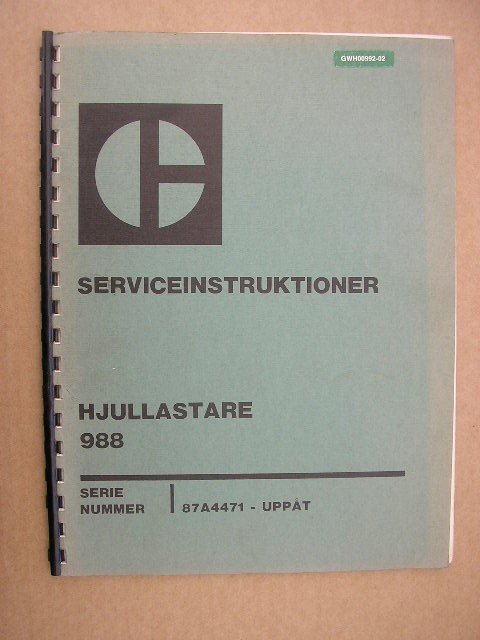 GWH00992-02
SERVICEINSTRUKTIONER
HJULLASTARE
988
SERIE
NUMMER
87A4471 - UPPÅT